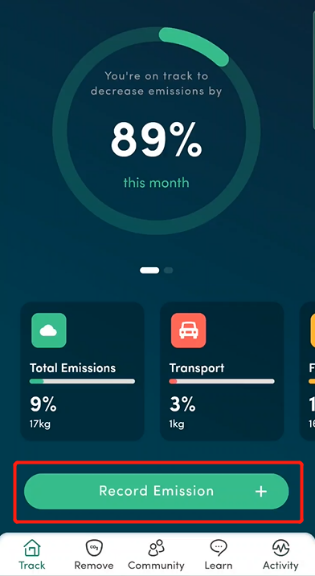 You're on track to
decrease emissions by
89%
this month
Total Emissions
9%
17kg
Transport
3%
1kg
F
1
Record Emission +
Track
Remove
Community
Learn
Activity